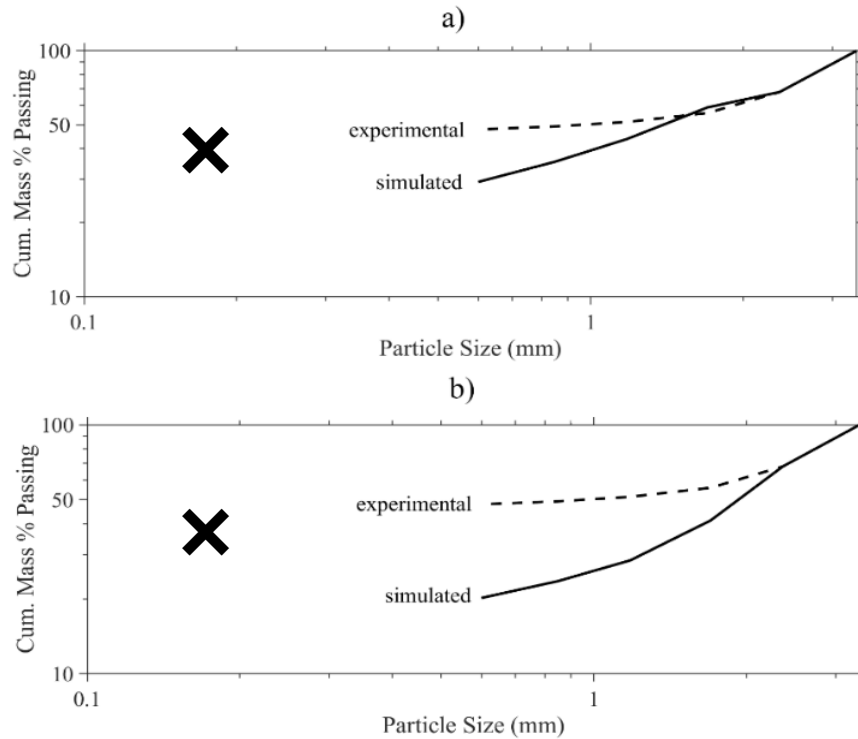 a)
100
50
10
Cum. Mass % Passing
experimental
simulated
0.1
1
Particle Size (mm)
b)
100
50
10
Cum. Mass % Passing
experimental
simulated
0.1
1
Particle Size (mm)